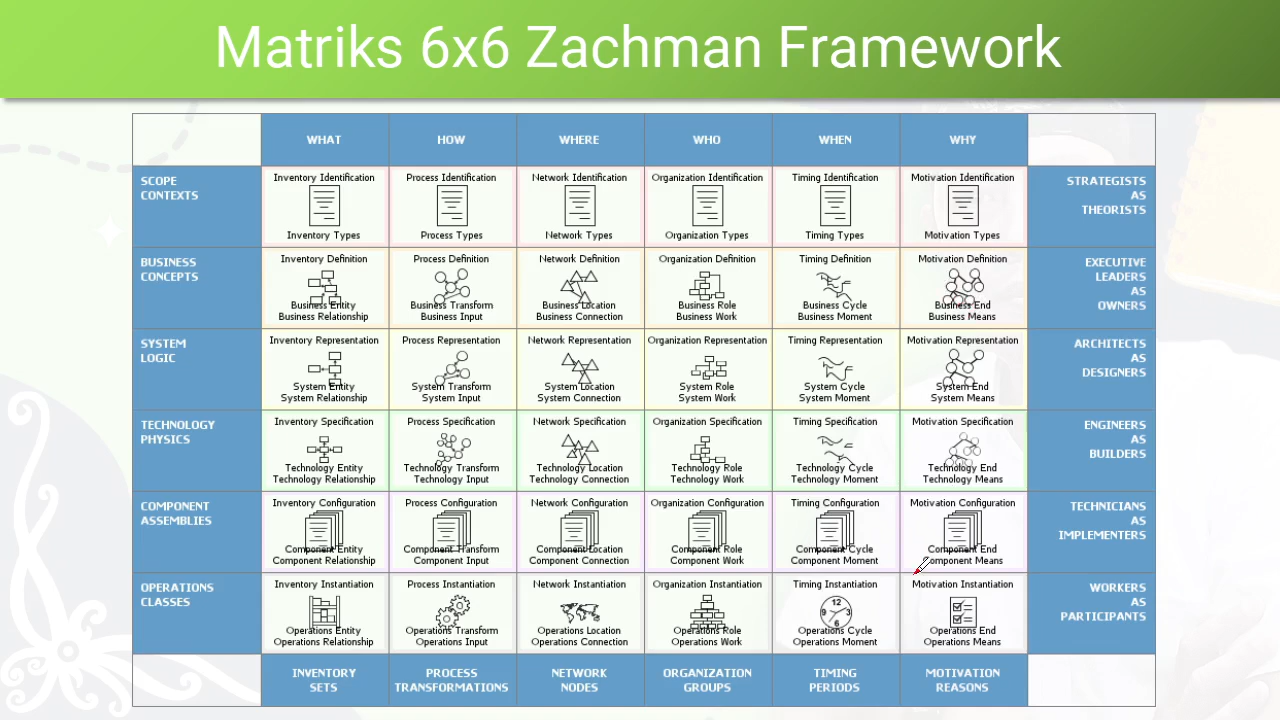 Matriks 6x6 Zachman Framework
WHAT HOW WHERE WHO WHEN WHY
SCOPE
CONTEXTS
Inventory Identification
Inventory Types
Process Identification
Process Types
Network Identification
Network Types
Organization Identification
Organization Types
Timing Identification
Timing Types
Motivation Identification
Motivation Types
STRATEGISTS
AS
THEORISTS
BUSINESS
CONCEPTS
Inventory Definition
Business Entity
Business Relationship
Process Definition
Business Transform
Business Input
Network Definition
Business Location
Business Connection
Organization Definition
Business Role
Business Work
Timing Definition
Business Cycle
Business Moment
Motivation Definition
Business End
Business Means
EXECUTIVE
LEADERS
AS
OWNERS
SYSTEM
LOGIC
Inventory Representation
System Entity
System Relationship
Process Representation
System Transform
System Input
Network Representation
System Location
System Connection
Organization Representation
System Role
System Work
Timing Representation
System Cycle
System Moment
Motivation Representation
System End
System Means
ARCHITECTS
AS
DESIGNERS
TECHNOLOGY
PHYSICS
Inventory Specification
Technology Entity
Technology Relationship
Process Specification
Technology Transform
Technology Input
Network Specification
Technology Location
Technology Connection
Organization Specification
Technology Role
Technology Work
Timing Specification
Technology Cycle
Technology Moment
Motivation Specification
Technology End
Technology Means
ENGINEERS
AS
BUILDERS
COMPONENT
ASSEMBLIES
Inventory Configuration
Component Entity
Component Relationship
Process Configuration
Component Transform
Component Input
Network Configuration
Component Location
Component Connection
Organization Configuration
Component Role
Component Work
Timing Configuration
Component Cycle
Component Moment
Motivation Configuration
Component End
Component Means
TECHNICIANS
AS
IMPLEMENTERS
OPERATIONS
CLASSES
Inventory Instantiation
Operations Entity
Operations Relationship
Process Instantiation
Operations Transform
Operations Input
Network Instantiation
Operations Location
Operations Connection
Organization Instantiation
Operations Role
Operations Work
Timing Instantiation
12
9 3
6
Operations Cycle
Operations Moment
Motivation Instantiation
Operations End
Operations Means
WORKERS
AS
PARTICIPANTS
INVENTORY
SETS
PROCESS
TRANSFORMATIONS
NETWORK
NODES
ORGANIZATION
GROUPS
TIMING
PERIODS
MOTIVATION
REASONS